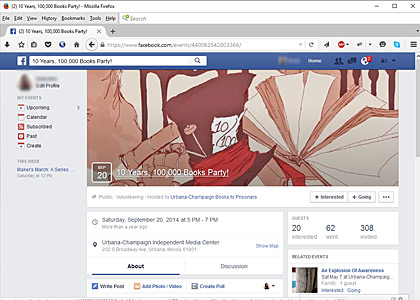 (2) 10 Years, 100,000 Books Party! - Mozilla Firefox
File Edit View History Bookmarks Tools Help Search
(2) 10 Years, 100,000 Books Party!
https://www.facebook.com/events/440063542803366/
10 Years, 100,000 Books Party!
Home
2
Edit Profile
MY EVENTS
Upcoming 3
Calendar
Subscribed
Past
Create
THIS WEEK
Maker's March: A Series ...
Saturday at 12 PM
10
100
SEP
20
10 Years, 100,000 Books Party!
Public · Volunteering · Hosted by Urbana-Champaign Books to Prisoners
Interested
Going
Saturday, September 20, 2014 at 5 PM - 7 PM
More than a year ago
Urbana-Champaign Independent Media Center
202 S Broadway Ave, Urbana, Illinois 61801
Show Map
About
Discussion
Write Post
Add Photo / Video
Create Poll
GUESTS
20 62 308
interested went invited
RELATED EVENTS
An Explosion Of Awareness
Sat May 7 at Urbana-Champaign...
Family · 1 guest
Interested · Going